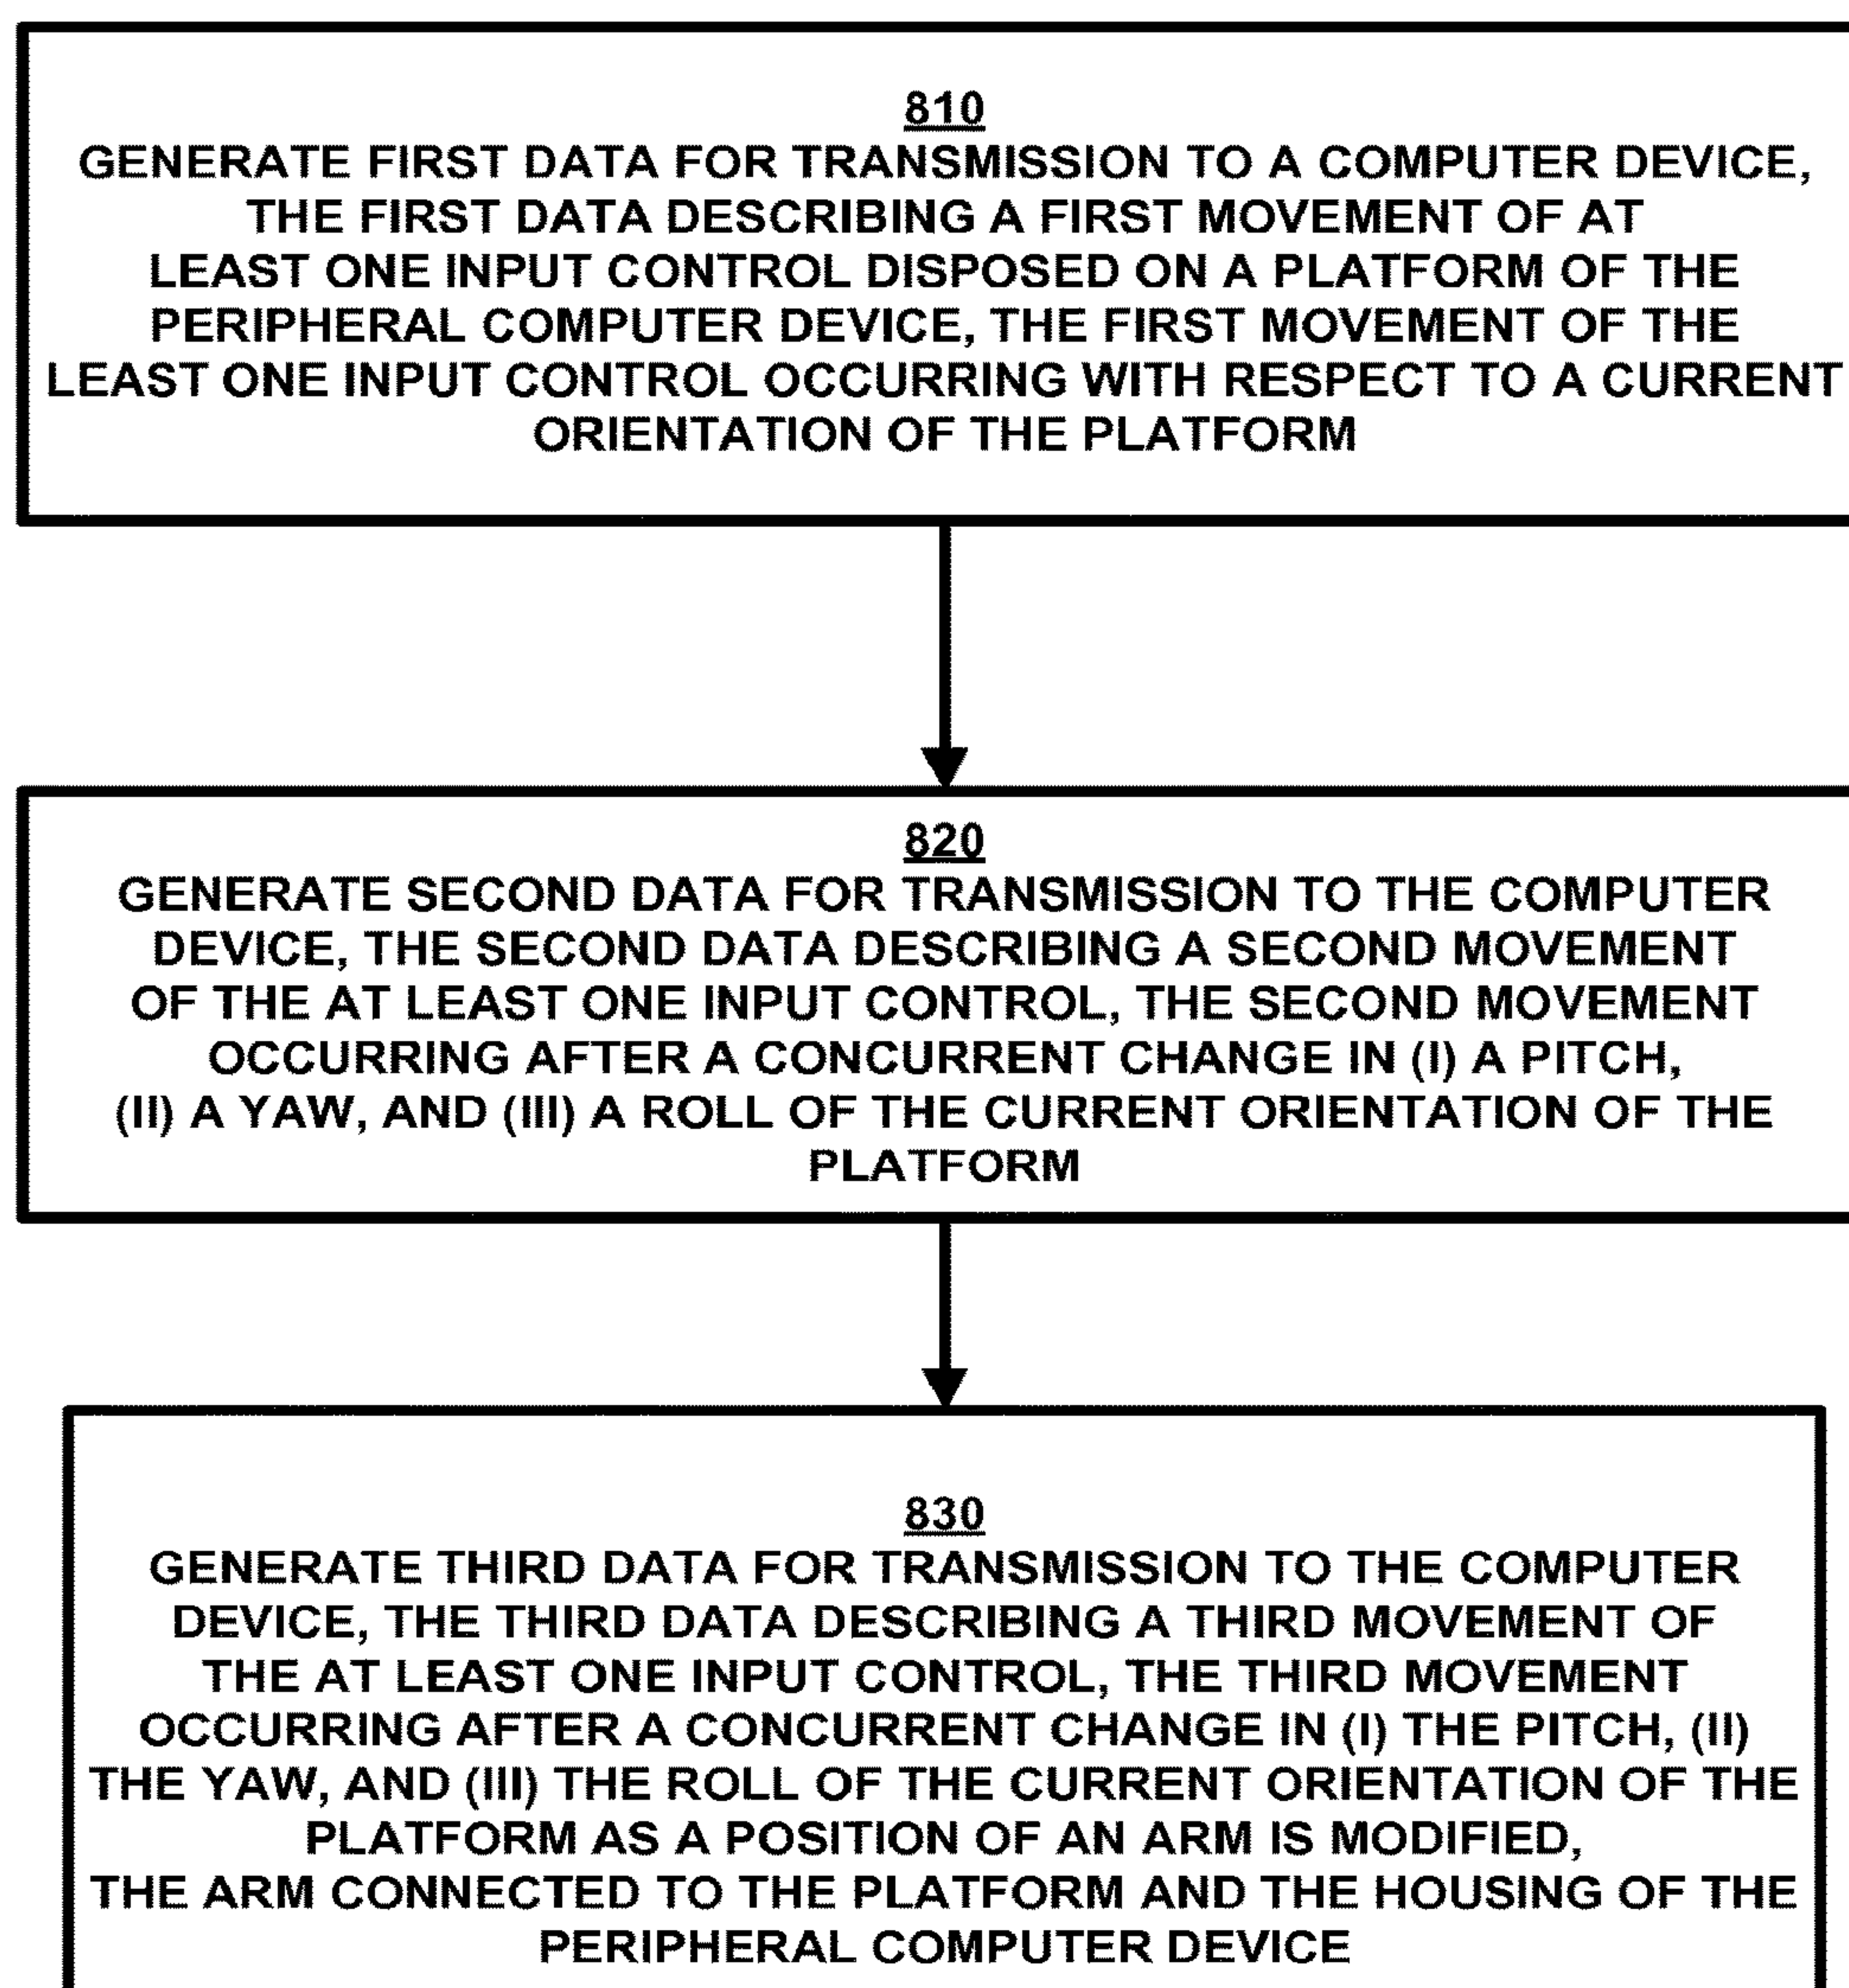 810
GENERATE FIRST DATA FOR TRANSMISSION TO A COMPUTER DEVICE,
THE FIRST DATA DESCRIBING A FIRST MOVEMENT OF AT
LEAST ONE INPUT CONTROL DISPOSED ON A PLATFORM OF THE
PERIPHERAL COMPUTER DEVICE, THE FIRST MOVEMENT OF THE
LEAST ONE INPUT CONTROL OCCURRING WITH RESPECT TO A CURRENT
ORIENTATION OF THE PLATFORM
820
GENERATE SECOND DATA FOR TRANSMISSION TO THE COMPUTER
DEVICE, THE SECOND DATA DESCRIBING A SECOND MOVEMENT
OF THE AT LEAST ONE INPUT CONTROL, THE SECOND MOVEMENT
OCCURRING AFTER A CONCURRENT CHANGE IN (I) A PITCH,
(II) A YAW, AND (III) A ROLL OF THE CURRENT ORIENTATION OF THE
PLATFORM
830
GENERATE THIRD DATA FOR TRANSMISSION TO THE COMPUTER
DEVICE, THE THIRD DATA DESCRIBING A THIRD MOVEMENT OF
THE AT LEAST ONE INPUT CONTROL, THE THIRD MOVEMENT
OCCURRING AFTER A CONCURRENT CHANGE IN (I) THE PITCH, (II)
THE YAW, AND (III) THE ROLL OF THE CURRENT ORIENTATION OF THE
PLATFORM AS A POSITION OF AN ARM IS MODIFIED,
THE ARM CONNECTED TO THE PLATFORM AND THE HOUSING OF THE
PERIPHERAL COMPUTER DEVICE